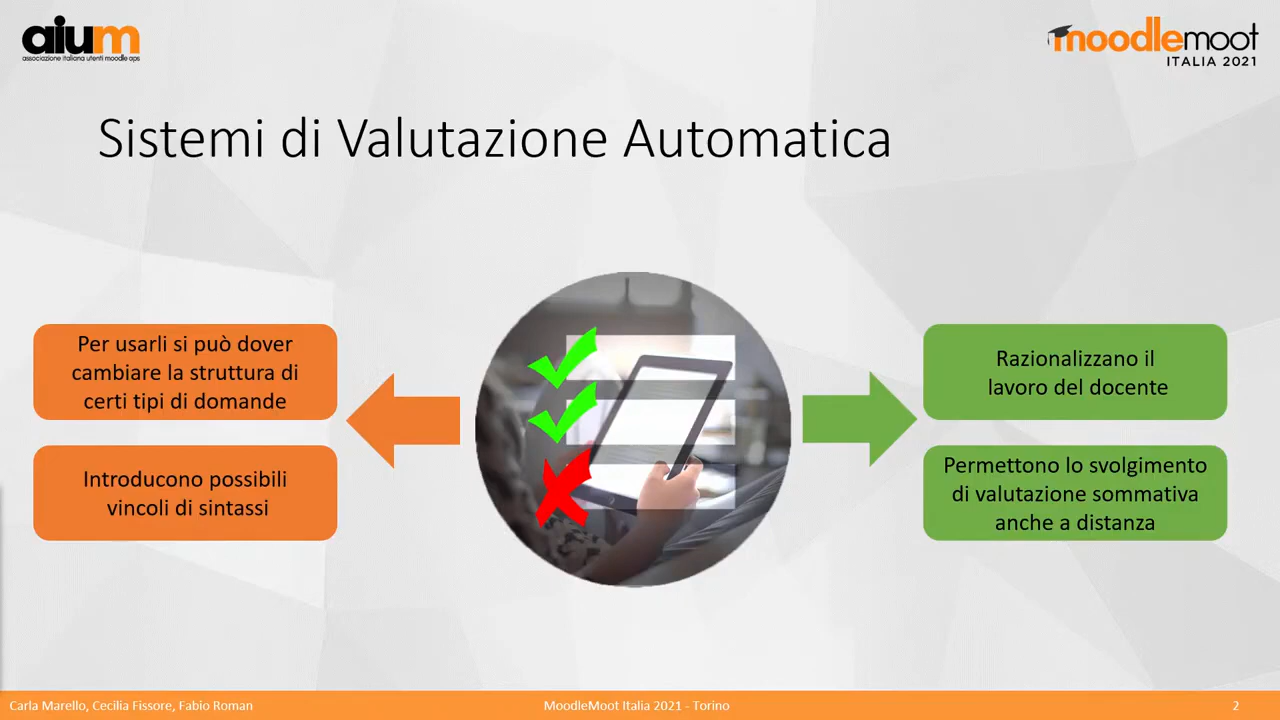 aium
associazione italiana utenti moodle aps
moodlemoot
ITALIA 2021
Sistemi di Valutazione Automatica
Per usarli si può dover
cambiare la struttura di
certi tipi di domande
Introducono possibili
vincoli di sintassi
Razionalizzano il
lavoro del docente
Permettono lo svolgimento
di valutazione sommativa
anche a distanza
Carla Marello, Cecilia Fissore, Fabio Roman
MoodleMoot Italia 2021 - Torino
2